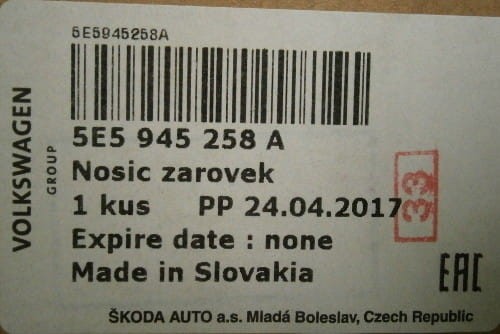 5E5945258A
5E5 945 258 A
Nosic zarovek
1 kus PP 24.04.2017
Expire date : none
Made in Slovakia
ŠKODA AUTO a.s. Mladá Boleslav, Czech Republic
VOLKSWAGEN
GROUP
33
EAC